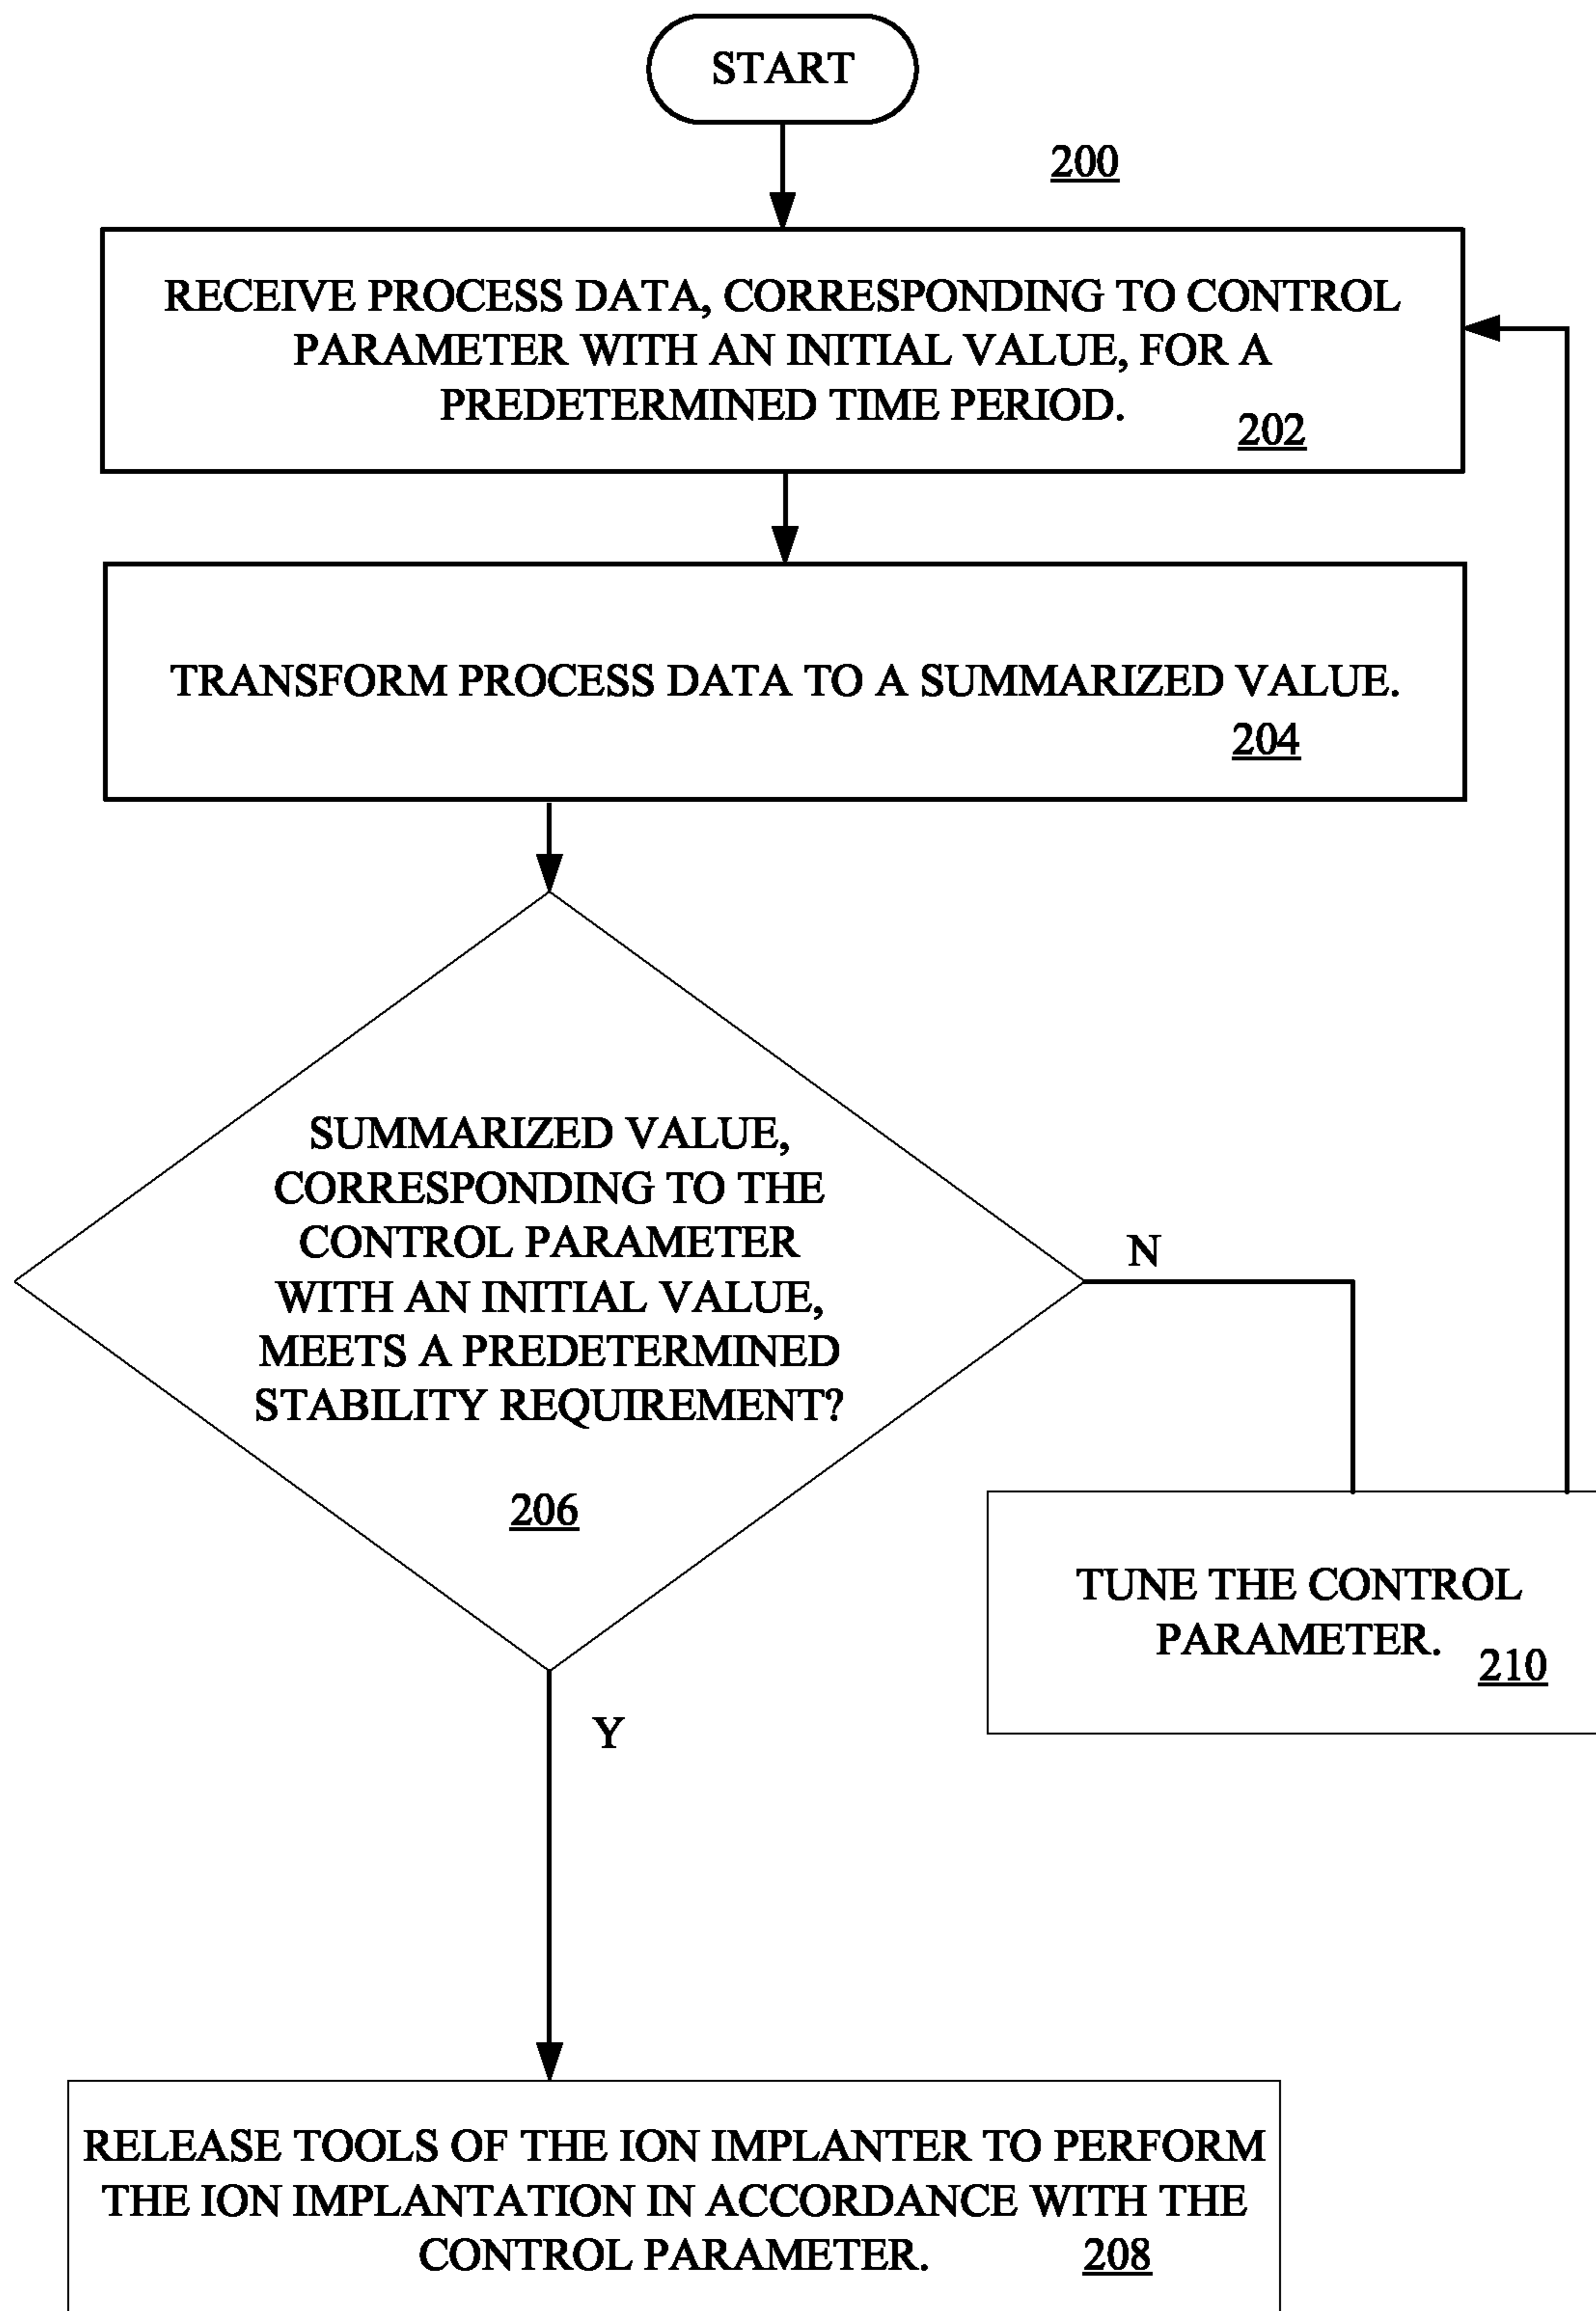 START
200
RECEIVE PROCESS DATA, CORRESPONDING TO CONTROL
PARAMETER WITH AN INITIAL VALUE, FOR A
PREDETERMINED TIME PERIOD.
202
TRANSFORM PROCESS DATA TO A SUMMARIZED VALUE.
204
SUMMARIZED VALUE,
CORRESPONDING TO THE
CONTROL PARAMETER
WITH AN INITIAL VALUE,
MEETS A PREDETERMINED
STABILITY REQUIREMENT?
206
N
TUNE THE CONTROL
PARAMETER.
210
Y
RELEASE TOOLS OF THE ION IMPLANTER TO PERFORM
THE ION IMPLANTATION IN ACCORDANCE WITH THE
CONTROL PARAMETER.
208